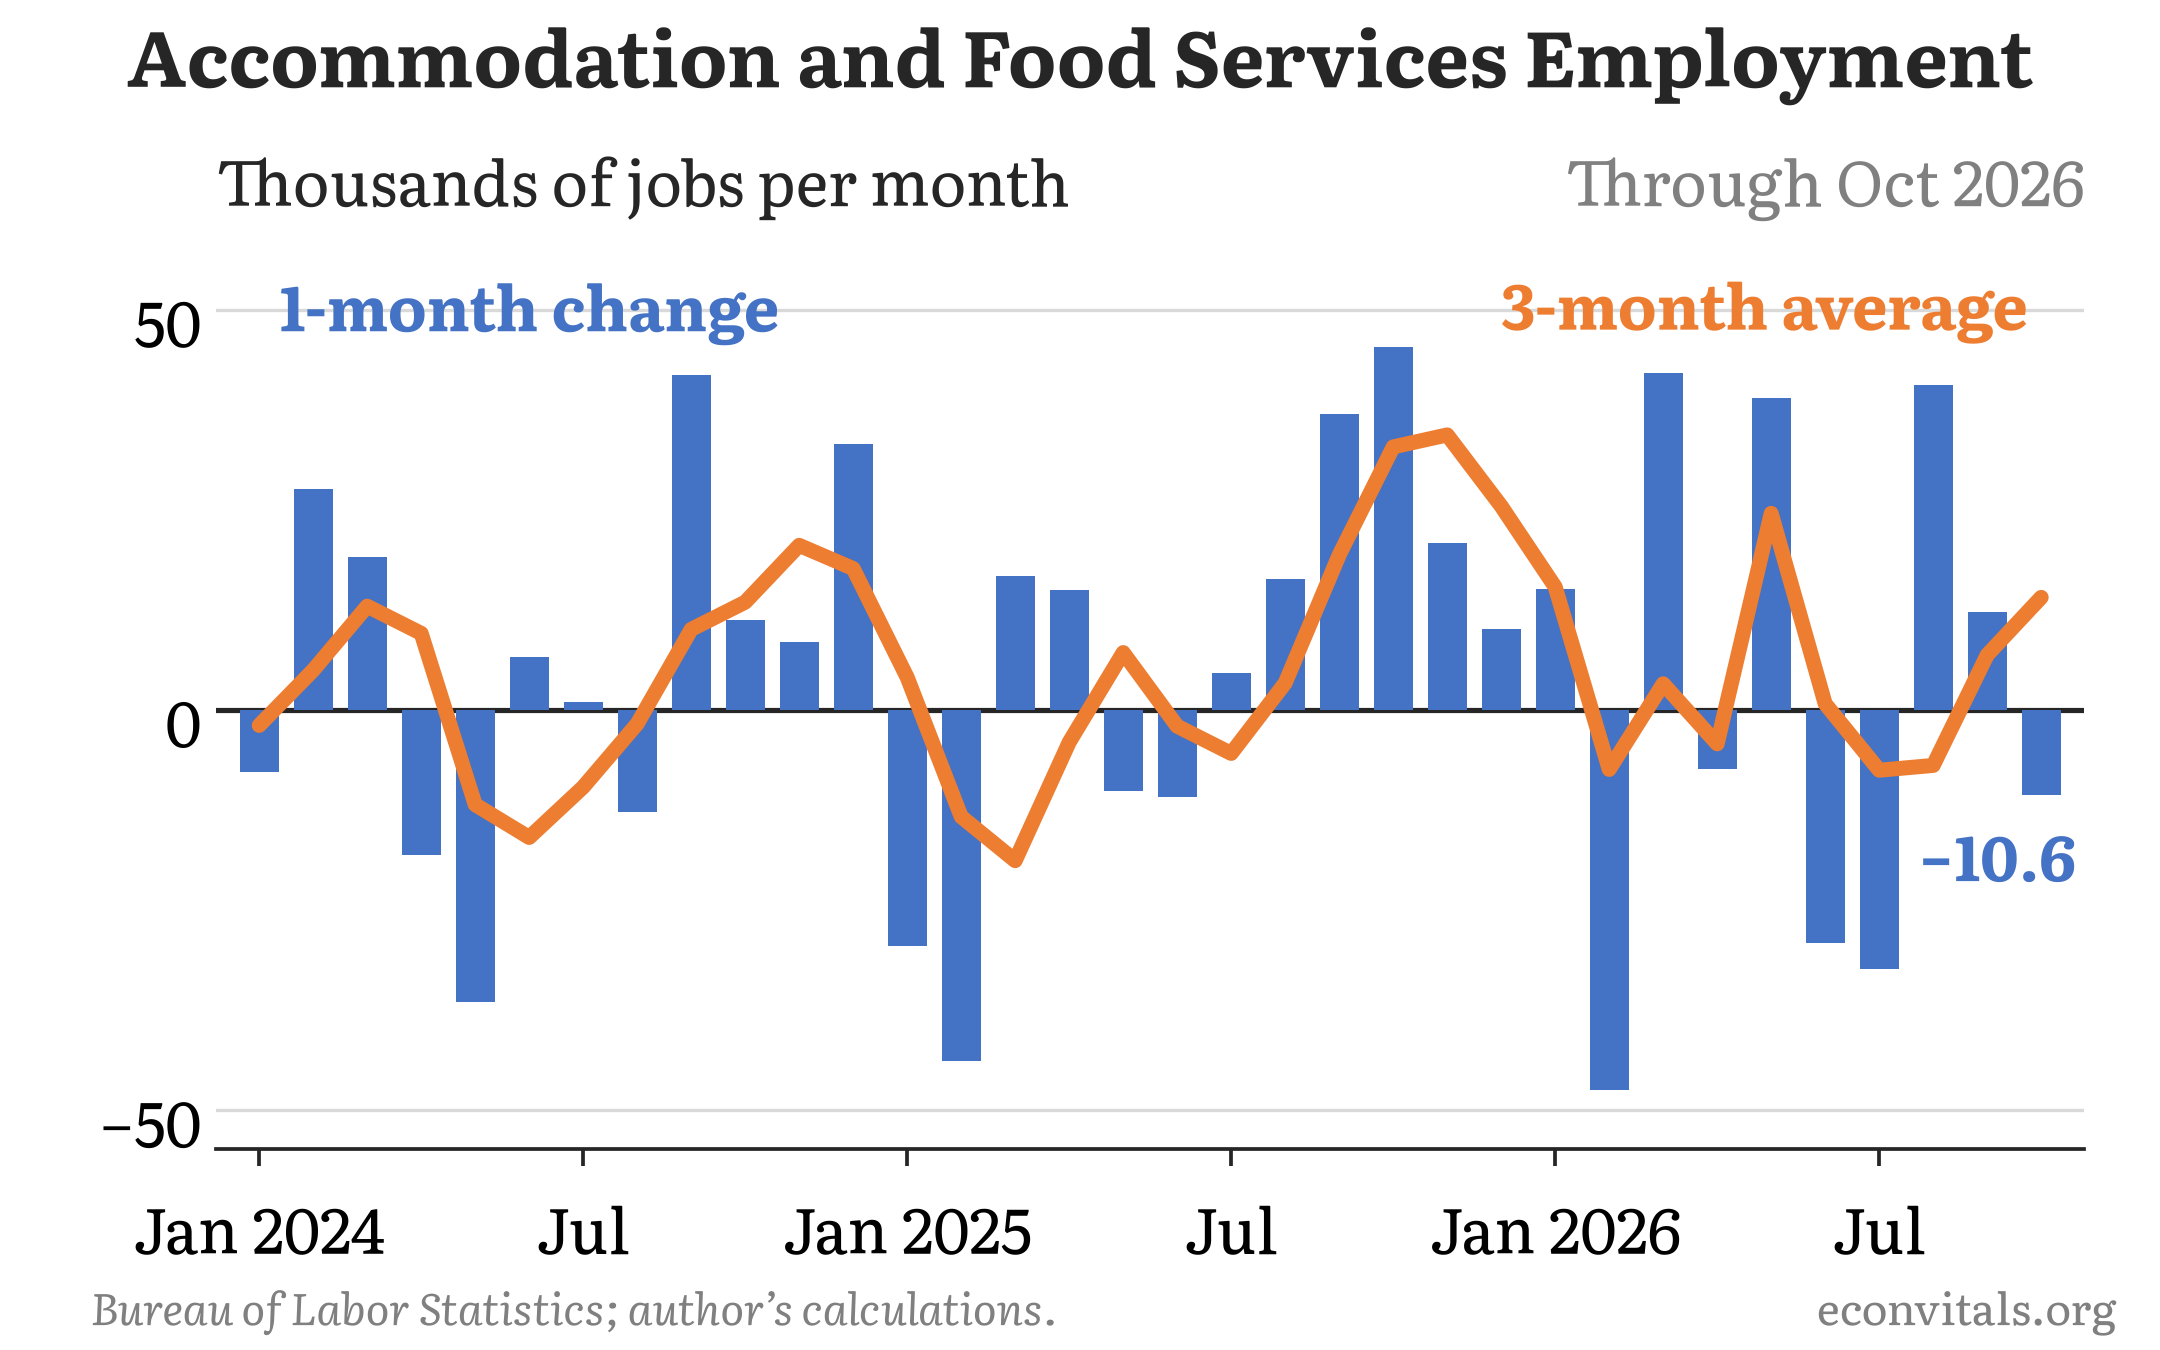 Accommodation and Food Services Employment
Thousands of jobs per month
Through Oct 2026
1-month change
3-month average
50
0
−50
−10.6
Jan 2024
Jul
Jan 2025
Jul
Jan 2026
Jul
Bureau of Labor Statistics; author’s calculations.
econvitals.org